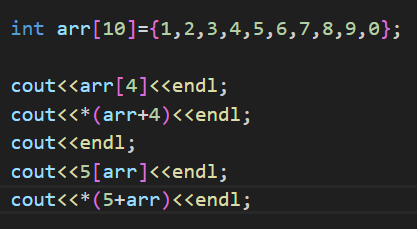 int arr[10]={1,2,3,4,5,6,7,8,9,0};
cout<<arr[4]<<endl;
cout<<*(arr+4)<<endl;
cout<<endl;
cout<<5[arr]<<endl;
cout<<*(5+arr)<<endl;